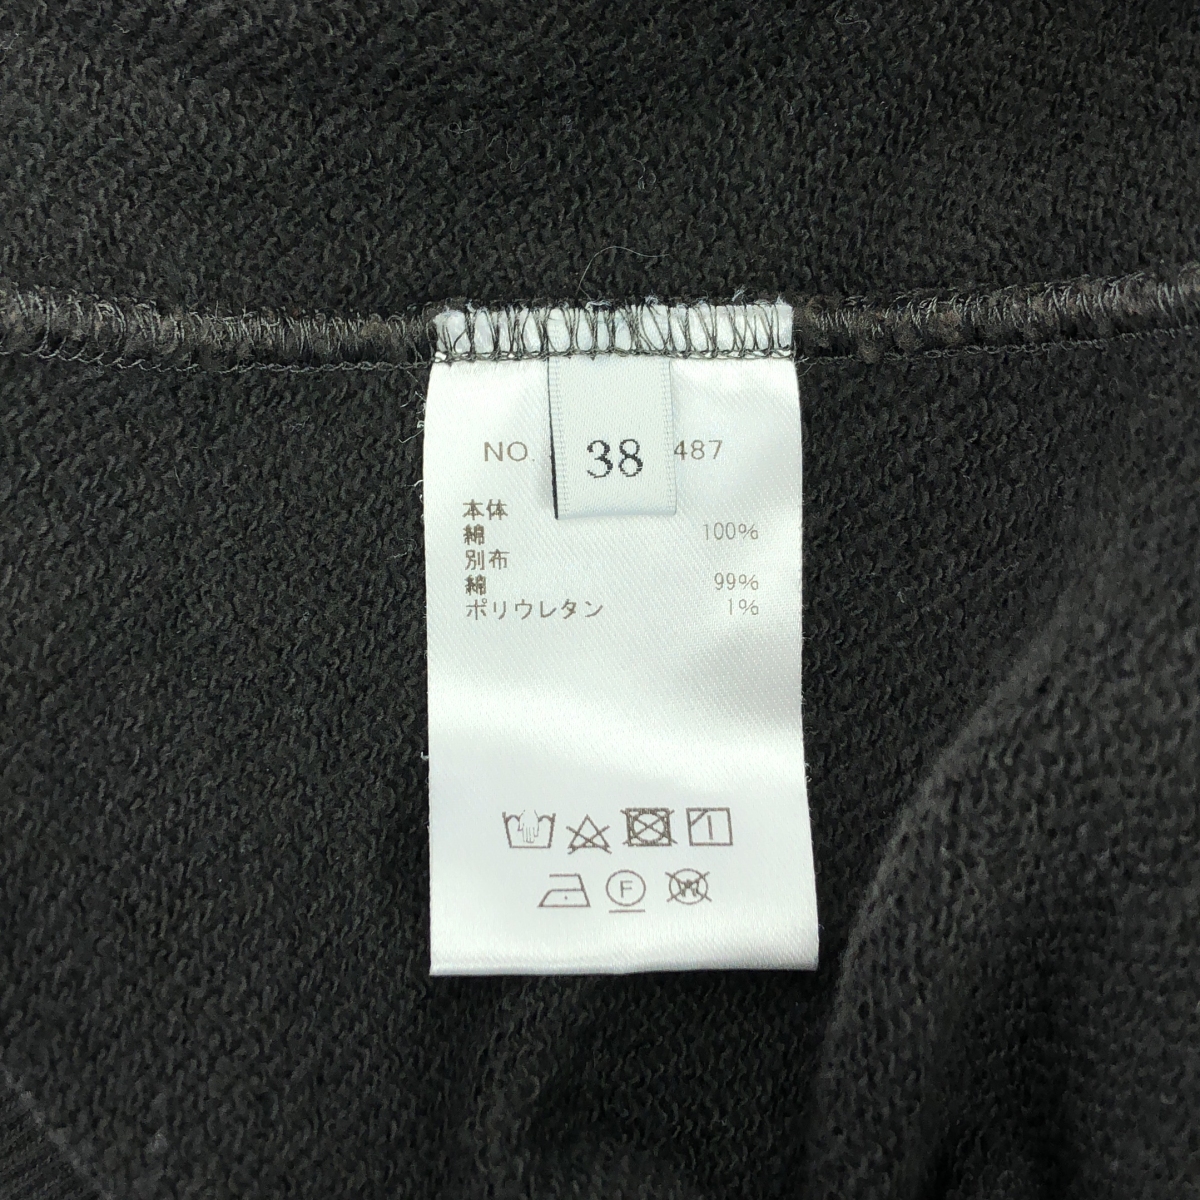 NO. 487
38
本体
綿 100%
別布
綿 99%
ポリウレタン 1%
F
W